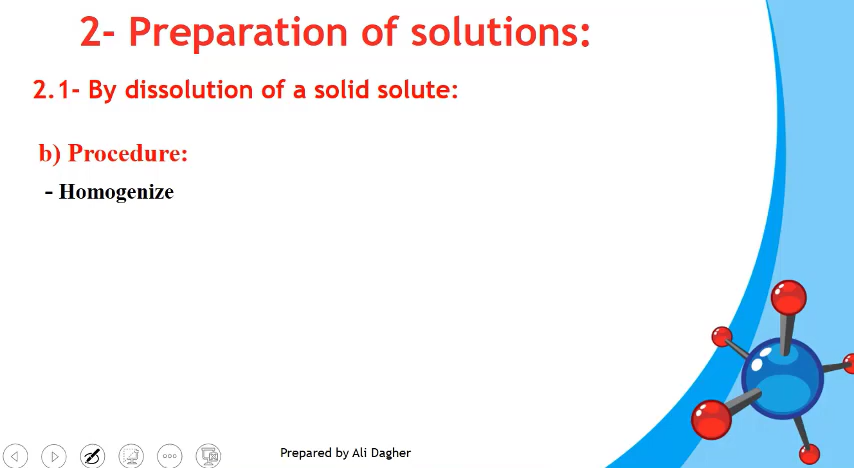 2- Preparation of solutions:
2.1- By dissolution of a solid solute:
b) Procedure:
- Homogenize
Prepared by Ali Dagher